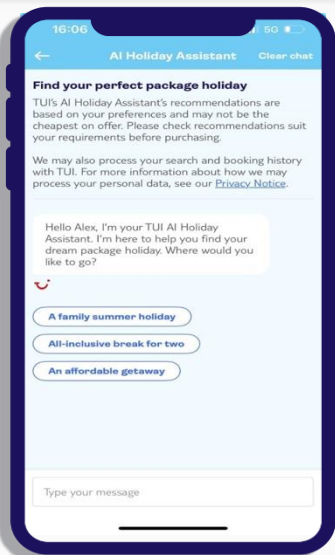 16:06 5G
AI Holiday Assistant Clear chat
Find your perfect package holiday
TUI's AI Holiday Assistant's recommendations are
based on your preferences and may not be the
cheapest on offer. Please check recommendations suit
your requirements before purchasing.
We may also process your search and booking history
with TUI. For more information about how we may
process your personal data, see our Privacy Notice.
Hello Alex, I'm your TUI AI Holiday
Assistant. I'm here to help you find your
dream package holiday. Where would you
like to go?
A family summer holiday
All-inclusive break for two
An affordable getaway
Type your message